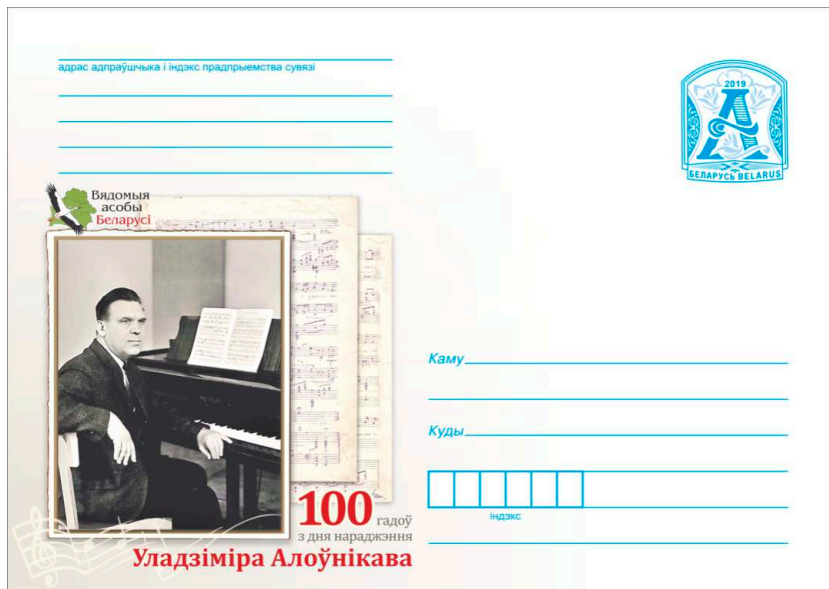 адрас адпраўшчыка і індэкс прадпрыемства сувязі
2019
А
БЕЛАРУСЬ BELARUS
Вядомыя
асобы
Беларусі
Каму
Куды
індэкс
100 гадоў
з дня нараджэння
Уладзіміра Алоўнікава